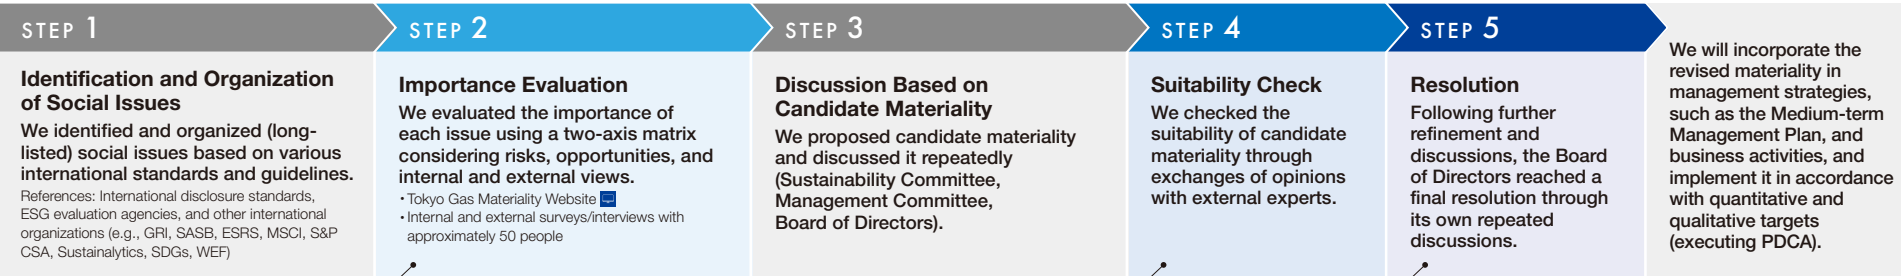 STEP 1
Identification and Organization
of Social Issues
We identified and organized (long-
listed) social issues based on various
international standards and guidelines.
References: International disclosure standards,
ESG evaluation agencies, and other international
organizations (e.g., GRI, SASB, ESRS, MSCI, S&P
CSA, Sustainalytics, SDGs, WEF)
STEP 2
Importance Evaluation
We evaluated the importance of
each issue using a two-axis matrix
considering risks, opportunities, and
internal and external views.
・Tokyo Gas Materiality Website
・Internal and external surveys/interviews with
approximately 50 people
STEP 3
Discussion Based on
Candidate Materiality
We proposed candidate materiality
and discussed it repeatedly
(Sustainability Committee,
Management Committee,
Board of Directors).
STEP 4
Suitability Check
We checked the
suitability of candidate
materiality through
exchanges of opinions
with external experts.
STEP 5
Resolution
Following further
refinement and
discussions, the Board
of Directors reached a
final resolution through
its own repeated
discussions.
We will incorporate the
revised materiality in
management strategies,
such as the Medium-term
Management Plan, and
business activities, and
implement it in accordance
with quantitative and
qualitative targets
(executing PDCA).